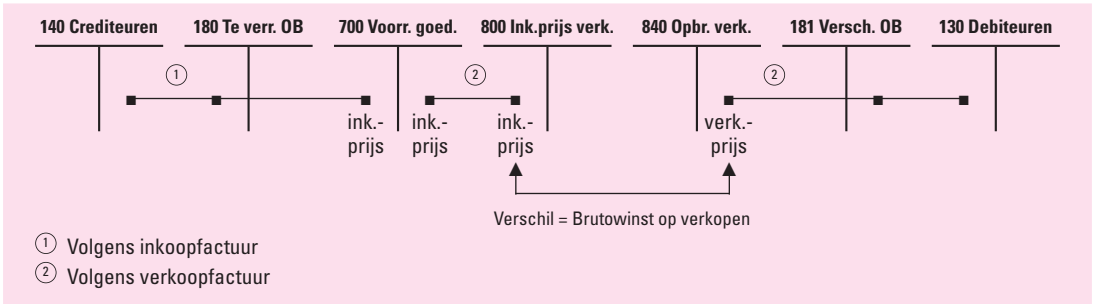 140 Crediteuren 180 Te verr. OB 700 Voorr. goed. 800 Ink.prijs verk. 840 Opbr. verk. 181 Versch. OB 130 Debiteuren
1 2 2
ink.- ink.- ink.- verk.-
prijs prijs prijs prijs
Verschil = Brutowinst op verkopen
1 Volgens inkoopfactuur
2 Volgens verkoopfactuur